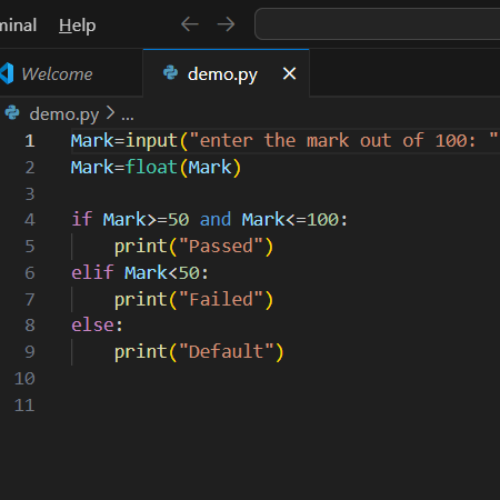 minal Help
Welcome demo.py
demo.py > ...
1 Mark=input("enter the mark out of 100: "
2 Mark=float(Mark)
3
4 if Mark>=50 and Mark<=100:
5     print("Passed")
6 elif Mark<50:
7     print("Failed")
8 else:
9     print("Default")
10
11